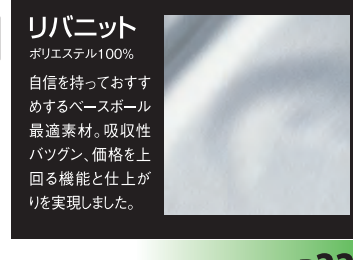 リバニット
ポリエステル100%
自信を持っておすす
めするベースボール
最適素材。吸収性
バツグン、価格を上
回る機能と仕上が
りを実現しました。